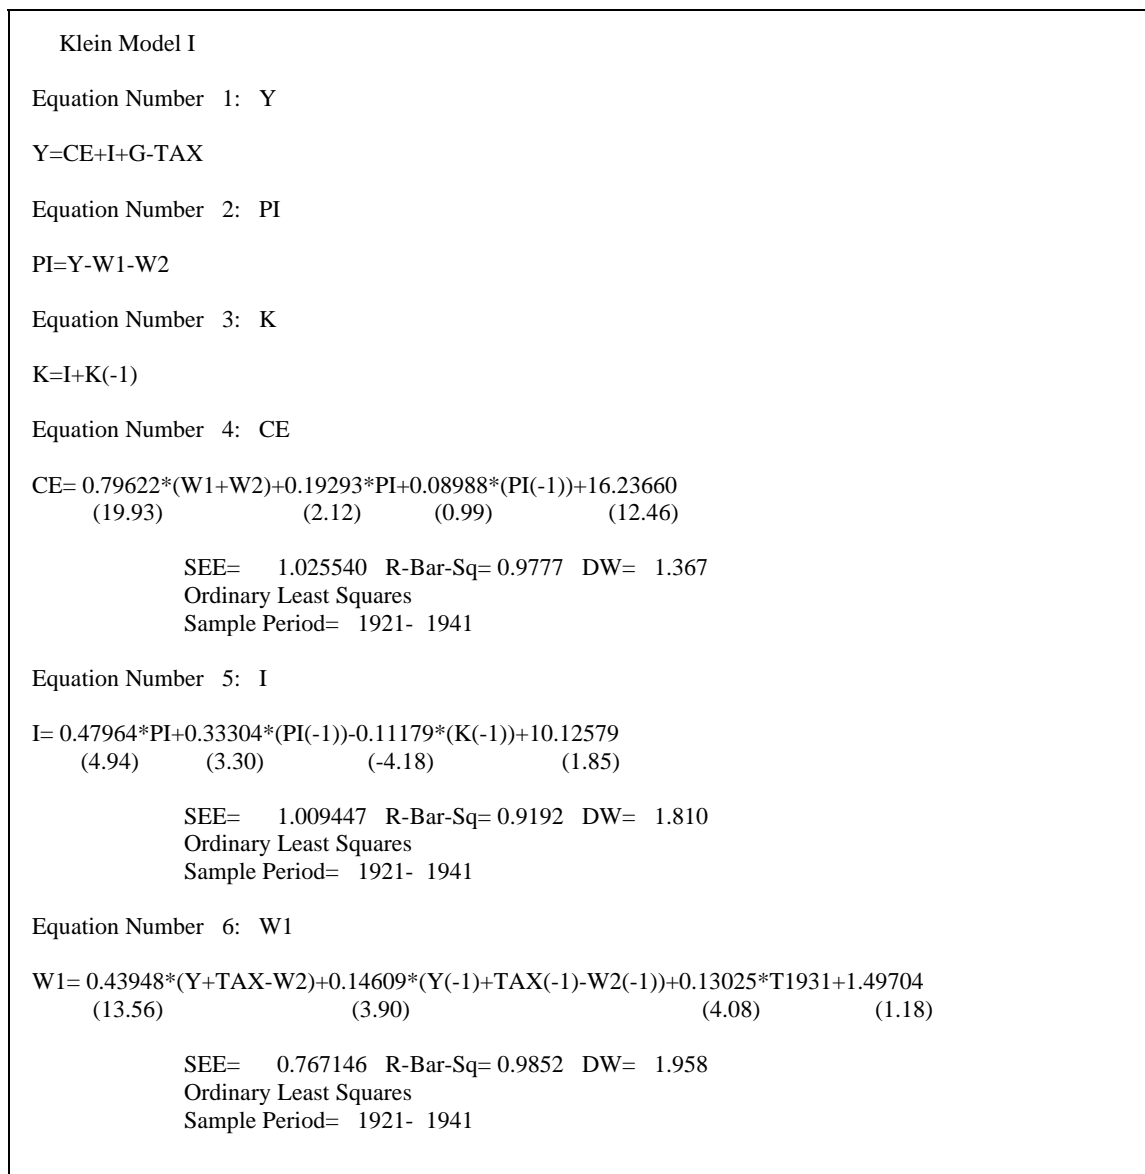 Klein Model I
Equation Number 1: Y
Y=CE+I+G-TAX
Equation Number 2: PI
PI=Y-W1-W2
Equation Number 3: K
K=I+K(-1)
Equation Number 4: CE
CE= 0.79622*(W1+W2)+0.19293*PI+0.08988*(PI(-1))+16.23660
(19.93) (2.12) (0.99) (12.46)
SEE= 1.025540 R-Bar-Sq= 0.9777 DW= 1.367
Ordinary Least Squares
Sample Period= 1921- 1941
Equation Number 5: I
I= 0.47964*PI+0.33304*(PI(-1))-0.11179*(K(-1))+10.12579
(4.94) (3.30) (-4.18) (1.85)
SEE= 1.009447 R-Bar-Sq= 0.9192 DW= 1.810
Ordinary Least Squares
Sample Period= 1921- 1941
Equation Number 6: W1
W1= 0.43948*(Y+TAX-W2)+0.14609*(Y(-1)+TAX(-1)-W2(-1))+0.13025*T1931+1.49704
(13.56) (3.90) (4.08) (1.18)
SEE= 0.767146 R-Bar-Sq= 0.9852 DW= 1.958
Ordinary Least Squares
Sample Period= 1921- 1941